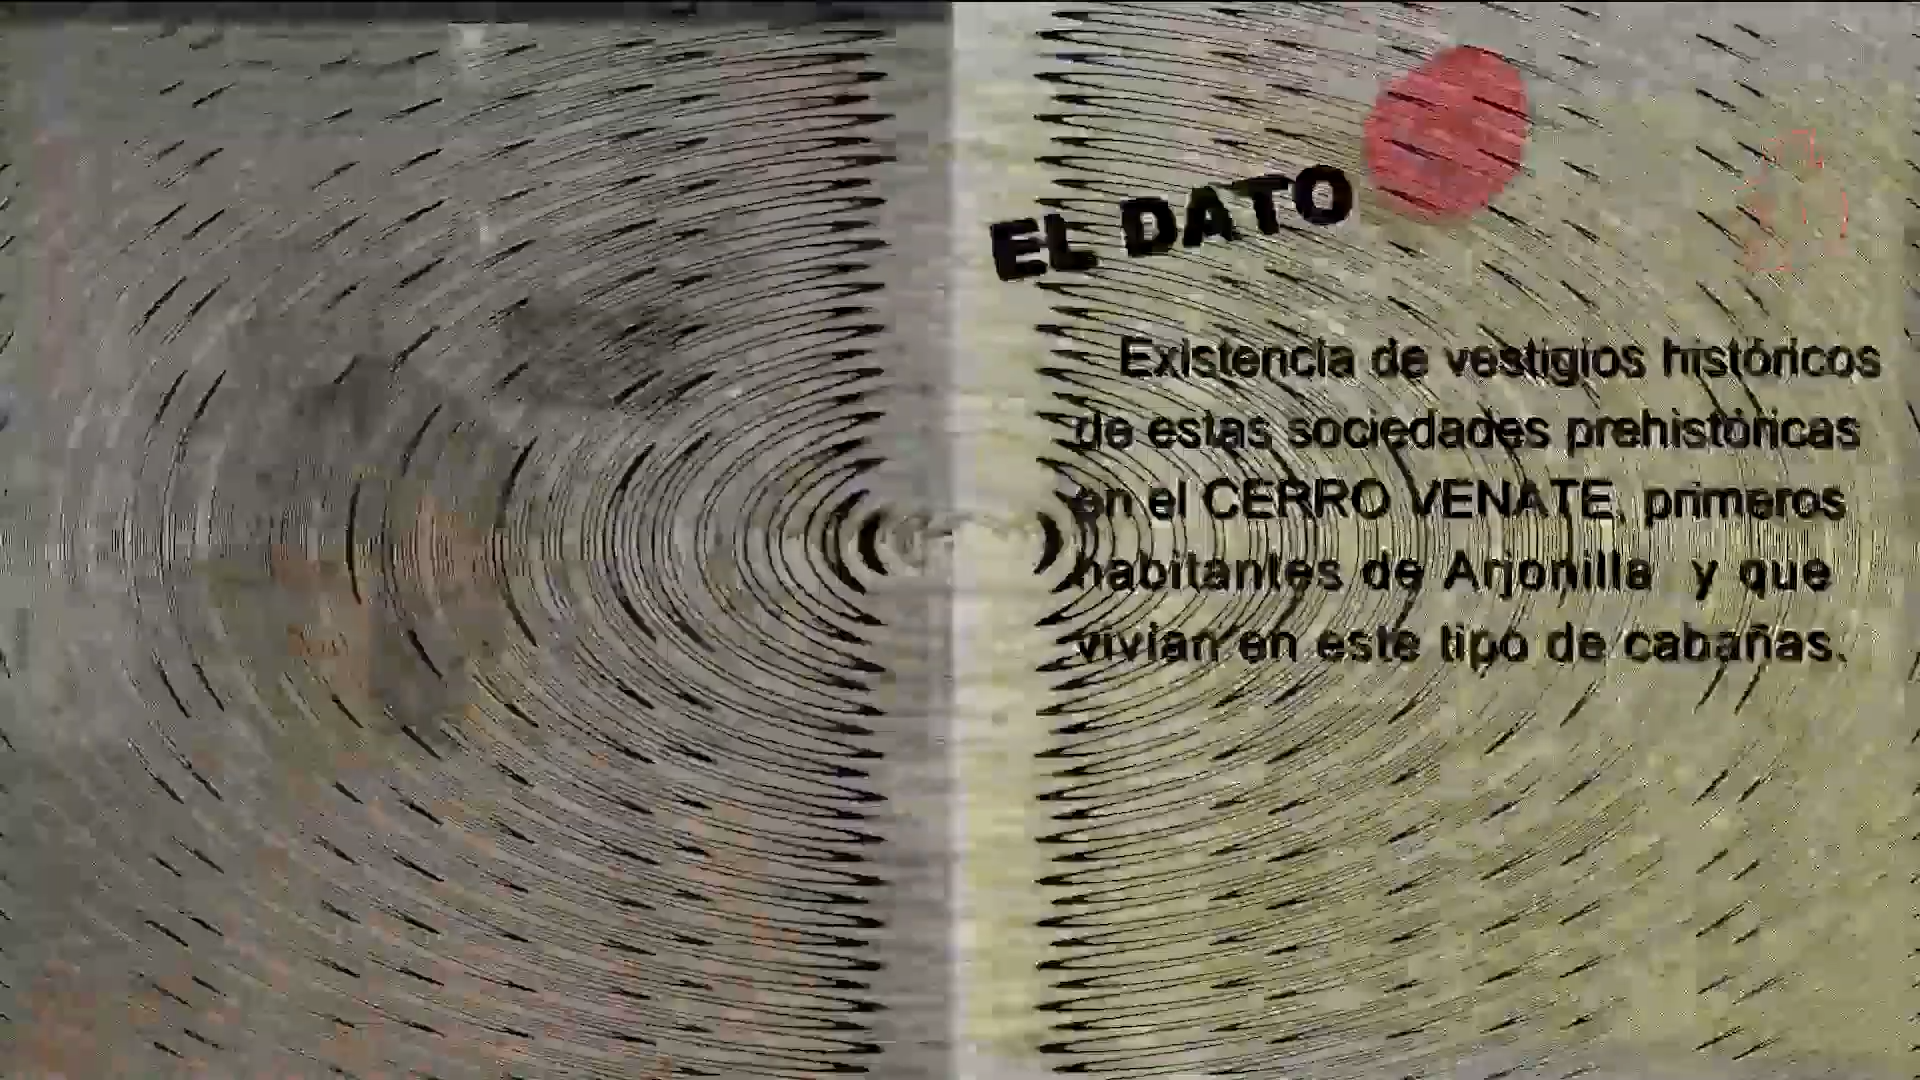 EL DATO
Existencia de vestigios históricos
de estas sociedades prehistóricas
en el CERRO VENATE, primeros
habitantes de Arjonilla y que
vivían en este tipo de cabañas.